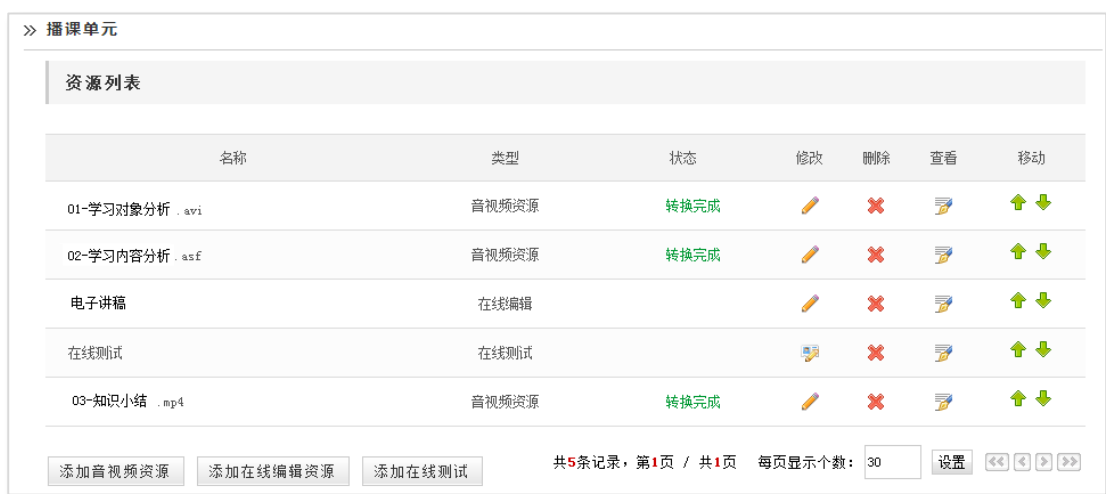 >> 播课单元
资源列表
名称 类型 状态 修改 删除 查看 移动
01-学习对象分析 .avi 音视频资源 转换完成
02-学习内容分析 .asf 音视频资源 转换完成
电子讲稿 在线编辑
在线测试 在线测试
03-知识小结 .mp4 音视频资源 转换完成
添加音视频资源 添加在线编辑资源 添加在线测试 共5条记录，第1页 / 共1页 每页显示个数： 30 设置